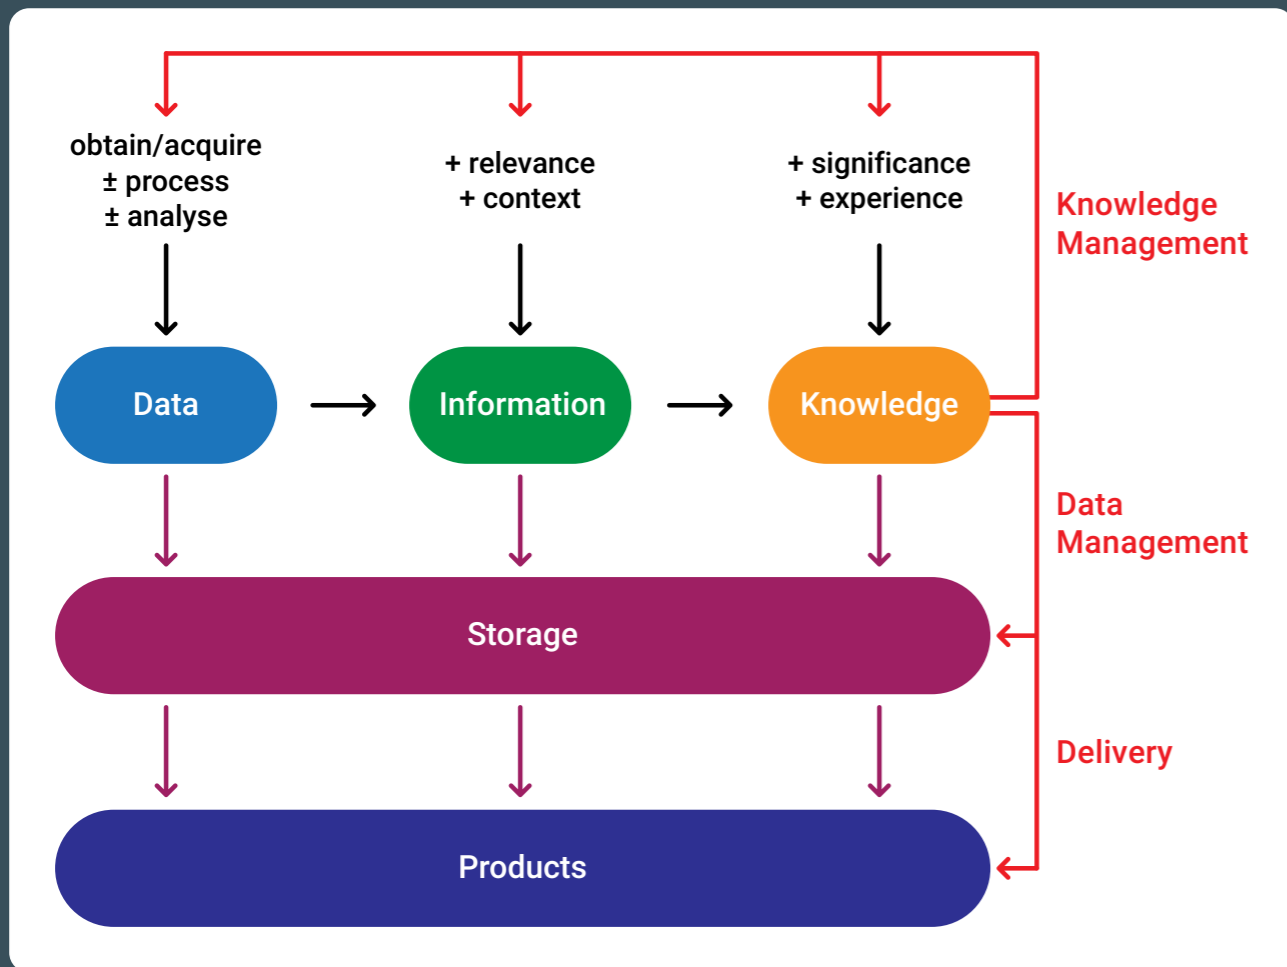 obtain/acquire
± process
± analyse
+ relevance
+ context
+ significance
+ experience
Knowledge
Management
Data
Information
Knowledge
Data
Management
Storage
Delivery
Products